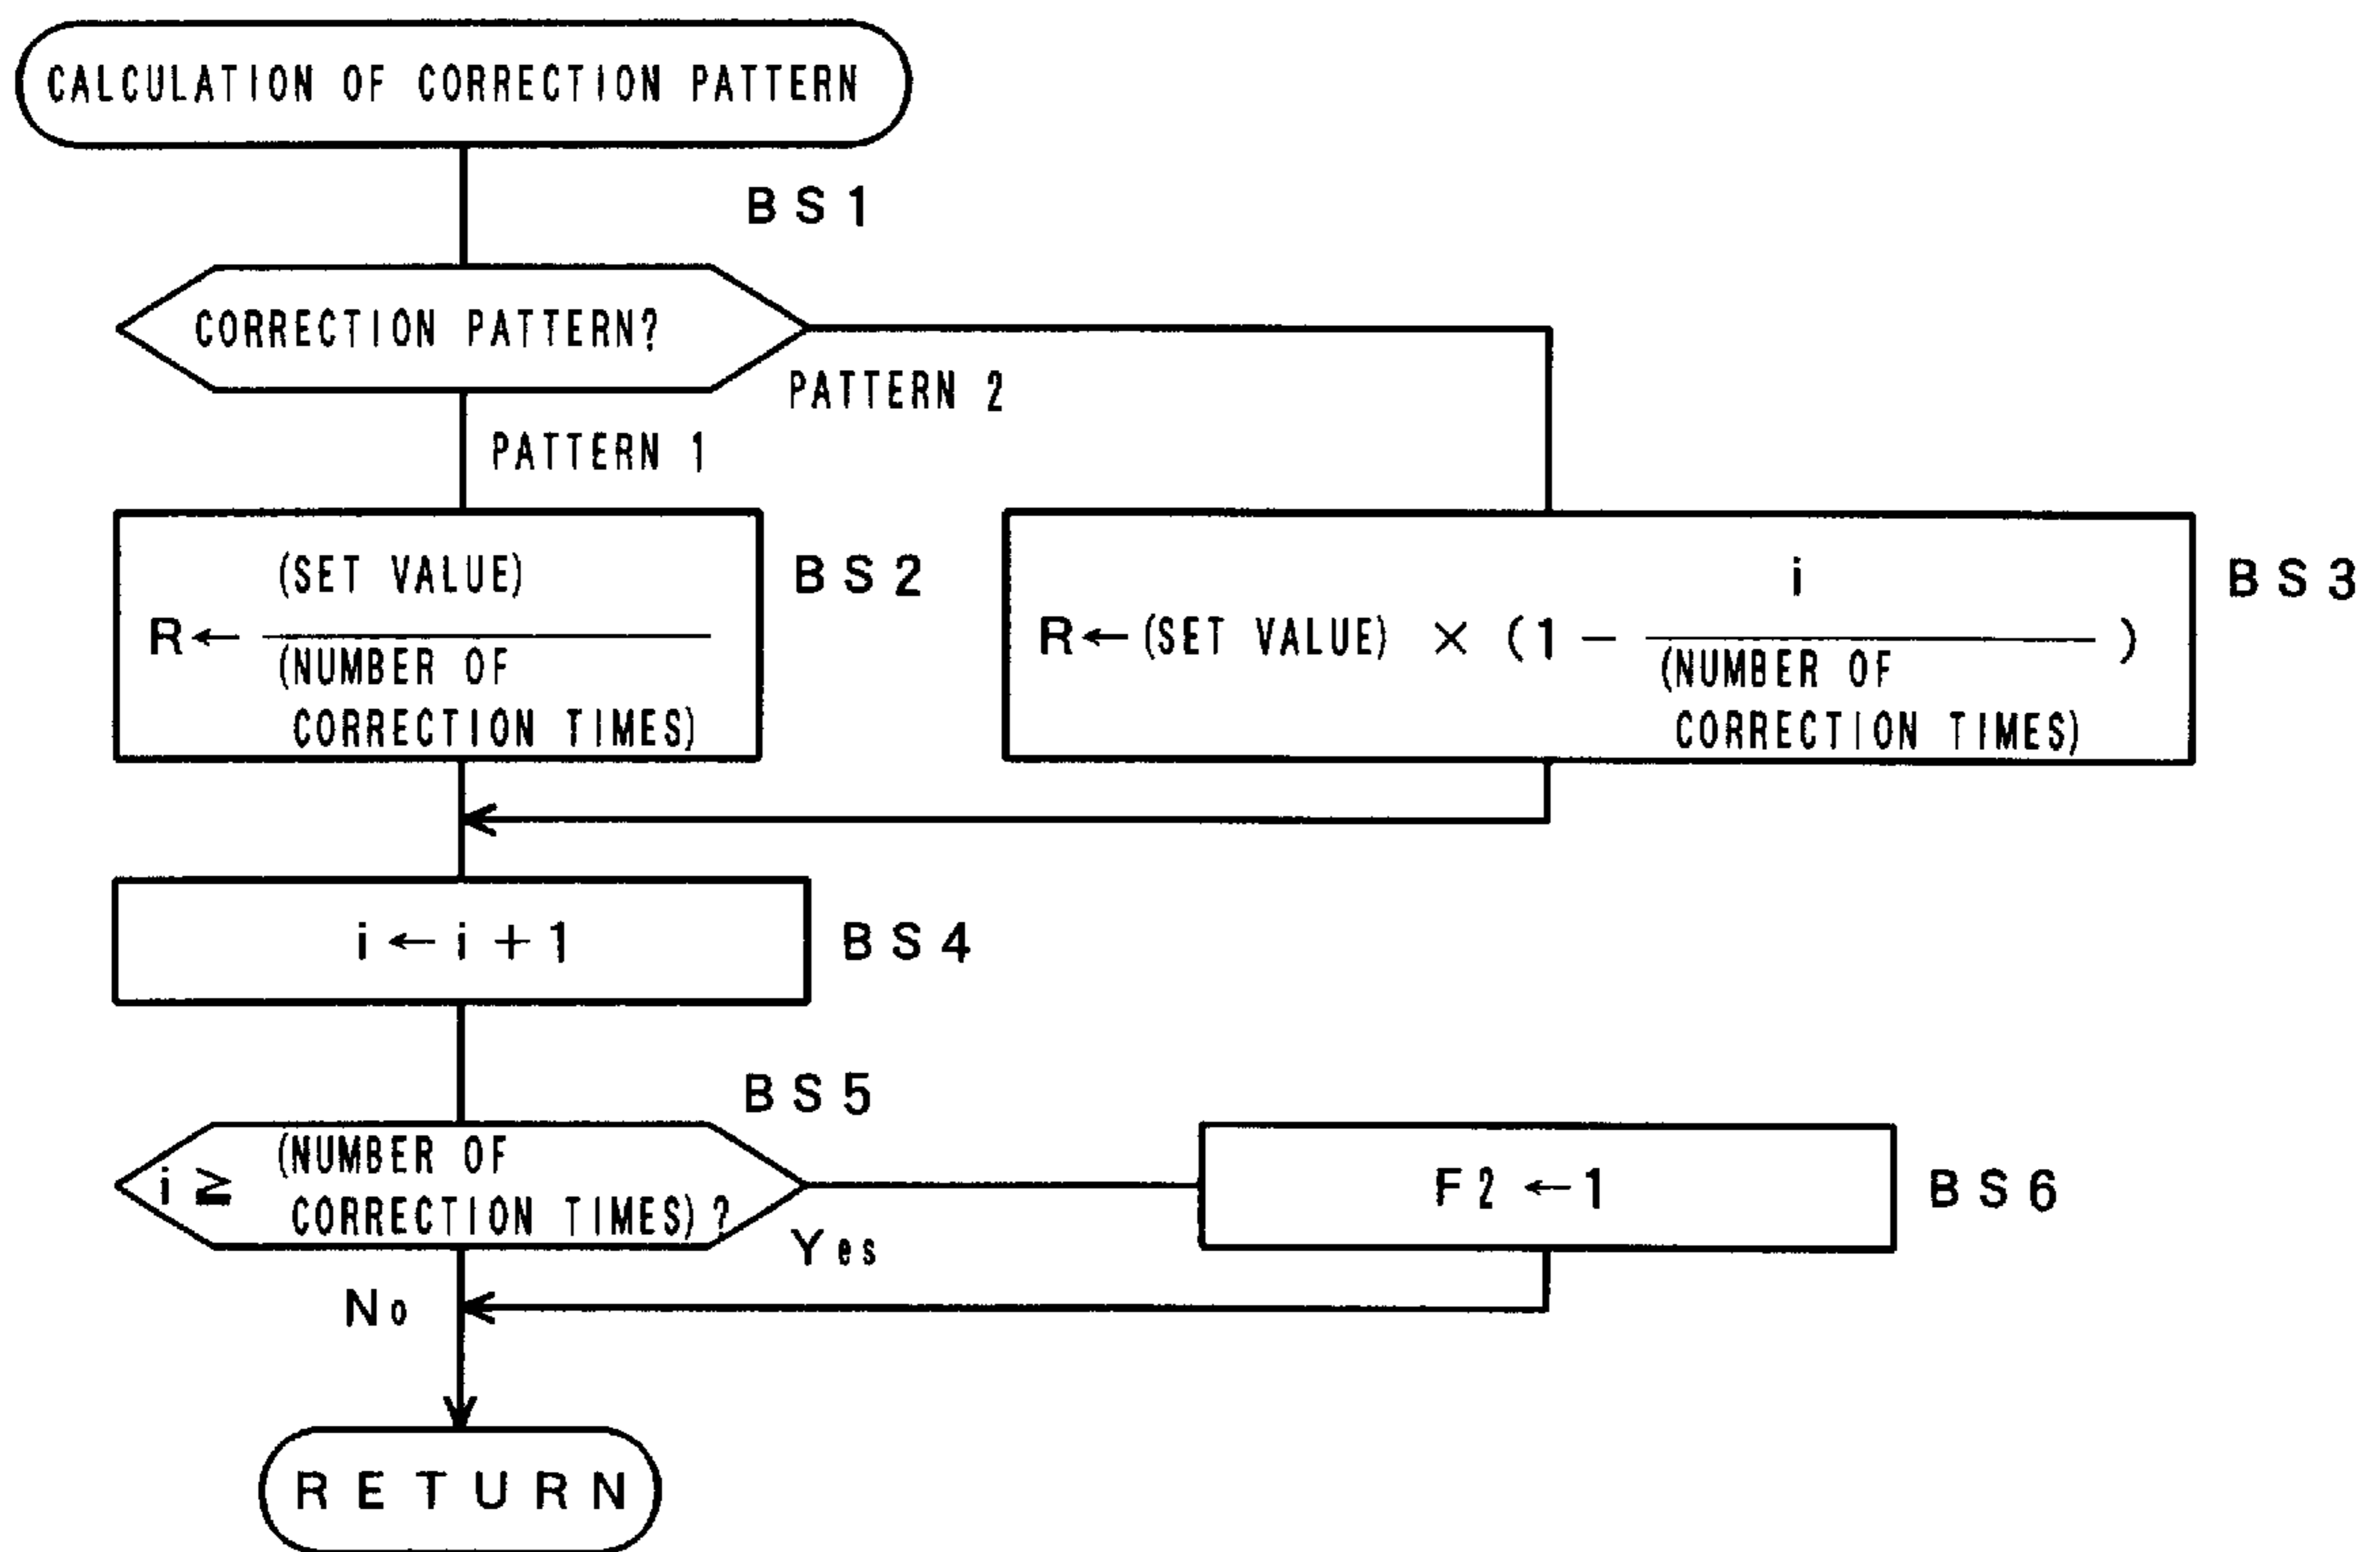 CALCULATION OF CORRECTION PATTERN
BS1
CORRECTION PATTERN?
PATTERN 2
PATTERN 1
(SET VALUE)
R←
(NUMBER OF
CORRECTION TIMES)
BS2
i
R←(SET VALUE) × (1 − )
(NUMBER OF
CORRECTION TIMES)
BS3
i ← i + 1
BS4
BS5
(NUMBER OF
i ≧
CORRECTION TIMES)?
Yes
F2 ← 1
BS6
No
RETURN